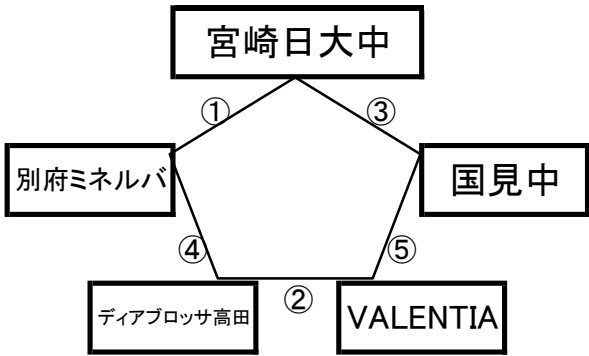 宮崎日大中
①
③
別府ミネルバ
国見中
④
⑤
ディアブロッサ高田
②
VALENTIA